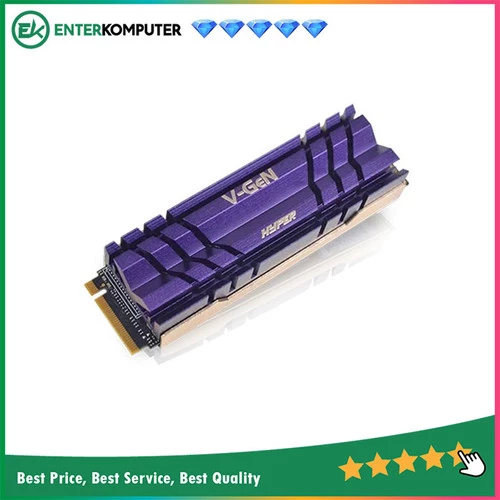 EK ENTERKOMPUTER
V-GeN
HYPER
Best Price, Best Service, Best Quality